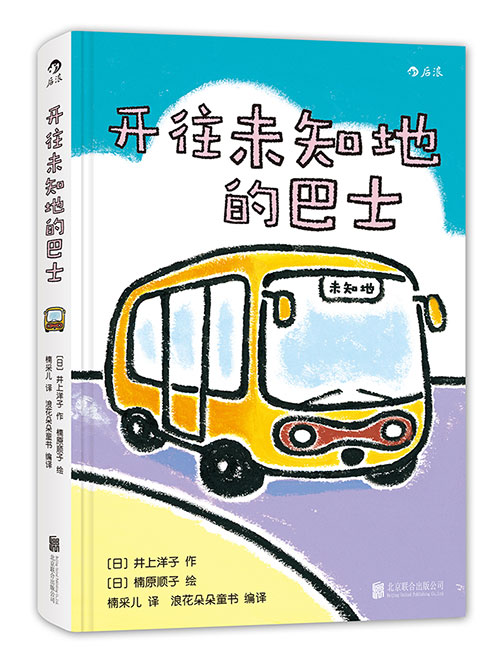 后浪
开往未知地的巴士
〔日〕井上洋子 作 楠原顺子 绘
楠采儿 译 浪花朵朵童书 编译
北京联合出版公司
后浪
开往未知地
的巴士
未知地
〔日〕井上洋子 作
〔日〕楠原顺子 绘
楠采儿 译 浪花朵朵童书 编译
北京联合出版公司